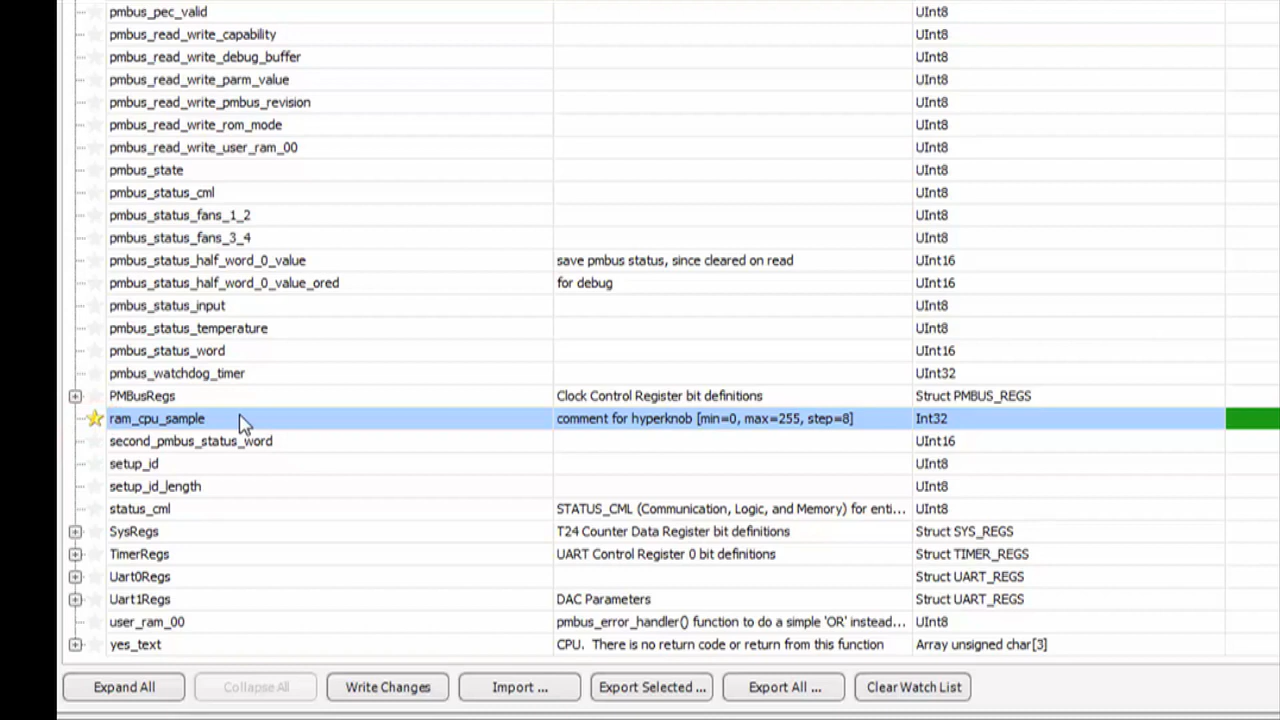 pmbus_pec_valid UInt8
pmbus_read_write_capability UInt8
pmbus_read_write_debug_buffer UInt8
pmbus_read_write_parm_value UInt8
pmbus_read_write_pmbus_revision UInt8
pmbus_read_write_rom_mode UInt8
pmbus_read_write_user_ram_00 UInt8
pmbus_state UInt8
pmbus_status_cml UInt8
pmbus_status_fans_1_2 UInt8
pmbus_status_fans_3_4 UInt8
pmbus_status_half_word_0_value save pmbus status, since cleared on read UInt16
pmbus_status_half_word_0_value_ored for debug UInt16
pmbus_status_input UInt8
pmbus_status_temperature UInt8
pmbus_status_word UInt16
pmbus_watchdog_timer UInt32
PMBusRegs Clock Control Register bit definitions Struct PMBUS_REGS
ram_cpu_sample comment for hyperknob [min=0, max=255, step=8] Int32
second_pmbus_status_word UInt16
setup_id UInt8
setup_id_length UInt8
status_cml STATUS_CML (Communication, Logic, and Memory) for enti... UInt8
SysRegs T24 Counter Data Register bit definitions Struct SYS_REGS
TimerRegs UART Control Register 0 bit definitions Struct TIMER_REGS
Uart0Regs Struct UART_REGS
Uart1Regs DAC Parameters Struct UART_REGS
user_ram_00 pmbus_error_handler() function to do a simple 'OR' instead... UInt8
yes_text CPU. There is no return code or return from this function Array unsigned char[3]
Expand All Collapse All Write Changes Import ... Export Selected ... Export All ... Clear Watch List